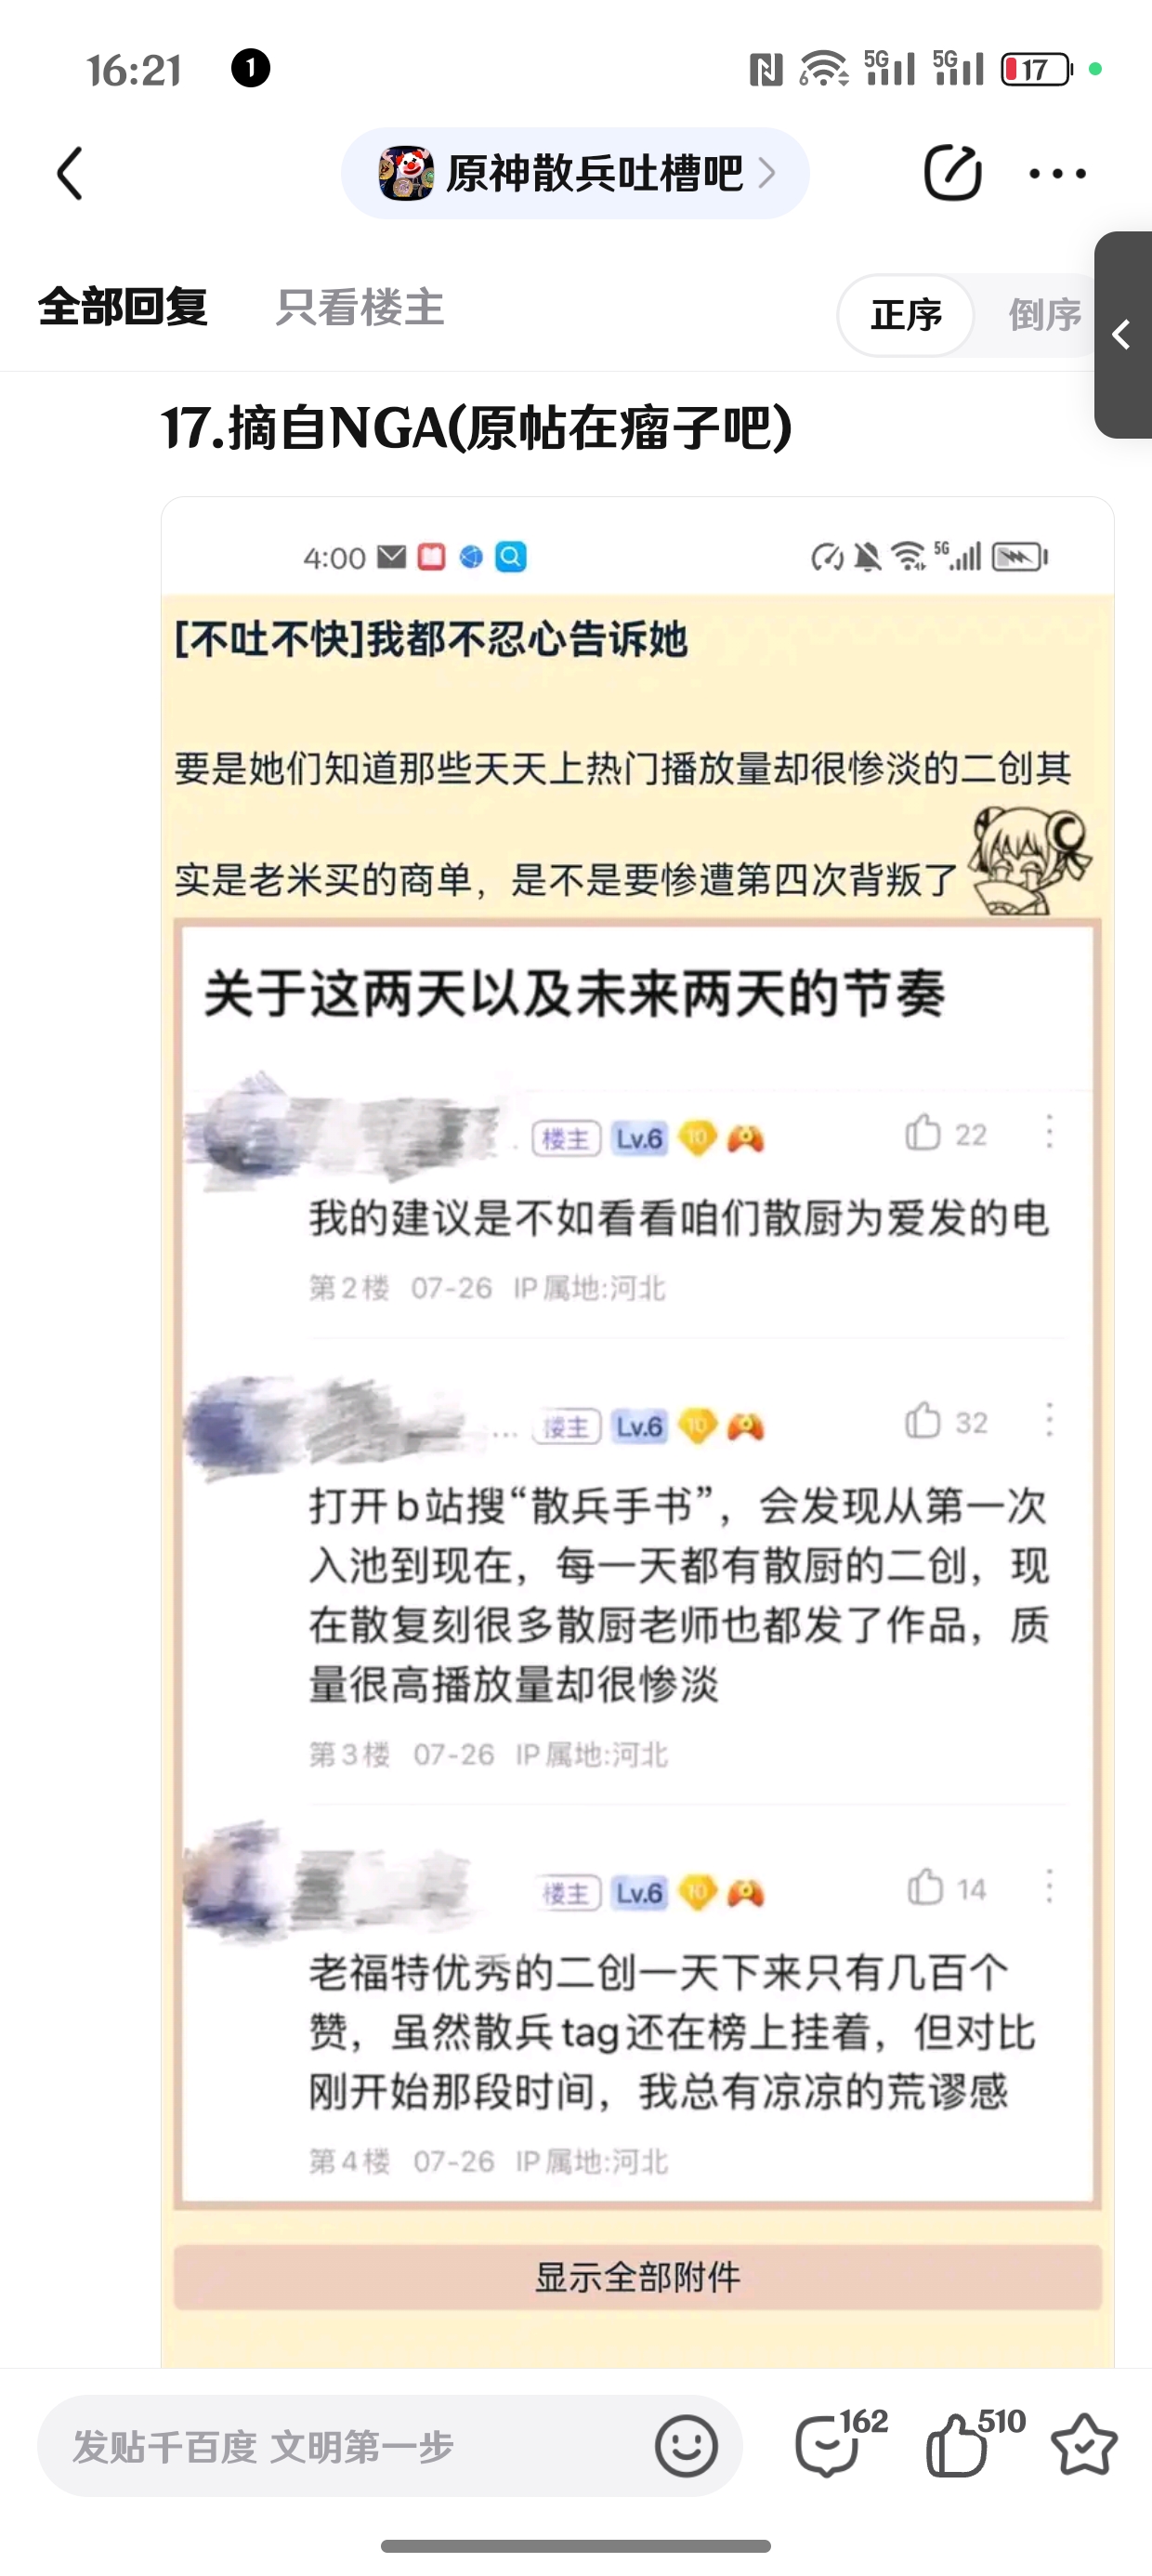 16:21
1
5G
5G
17
原神散兵吐槽吧
全部回复 只看楼主
正序 倒序
17.摘自NGA(原帖在瘤子吧)
4:00
5G
[不吐不快]我都不忍心告诉她
要是她们知道那些天天上热门播放量却很惨淡的二创其
实是老米买的商单，是不是要惨遭第四次背叛了
关于这两天以及未来两天的节奏
楼主 Lv.6 10 22
我的建议是不如看看咱们散厨为爱发的电
第2楼 07-26 IP属地:河北
... 楼主 Lv.6 10 32
打开b站搜“散兵手书”，会发现从第一次
入池到现在，每一天都有散厨的二创，现
在散复刻很多散厨老师也都发了作品，质
量很高播放量却很惨淡
第3楼 07-26 IP属地:河北
楼主 Lv.6 10 14
老福特优秀的二创一天下来只有几百个
赞，虽然散兵tag还在榜上挂着，但对比
刚开始那段时间，我总有凉凉的荒谬感
第4楼 07-26 IP属地:河北
显示全部附件
发贴千百度 文明第一步
162
510